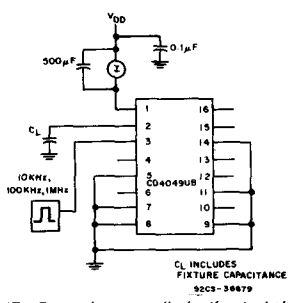 VDD
0.1µF
500µF
I
1 16
2 15
CL
3 14
4 13
10KHz,
100KHz, 1MHz
5 12
CD4049UB
6 11
7 10
8 9
CL INCLUDES
FIXTURE CAPACITANCE
92CS-36679